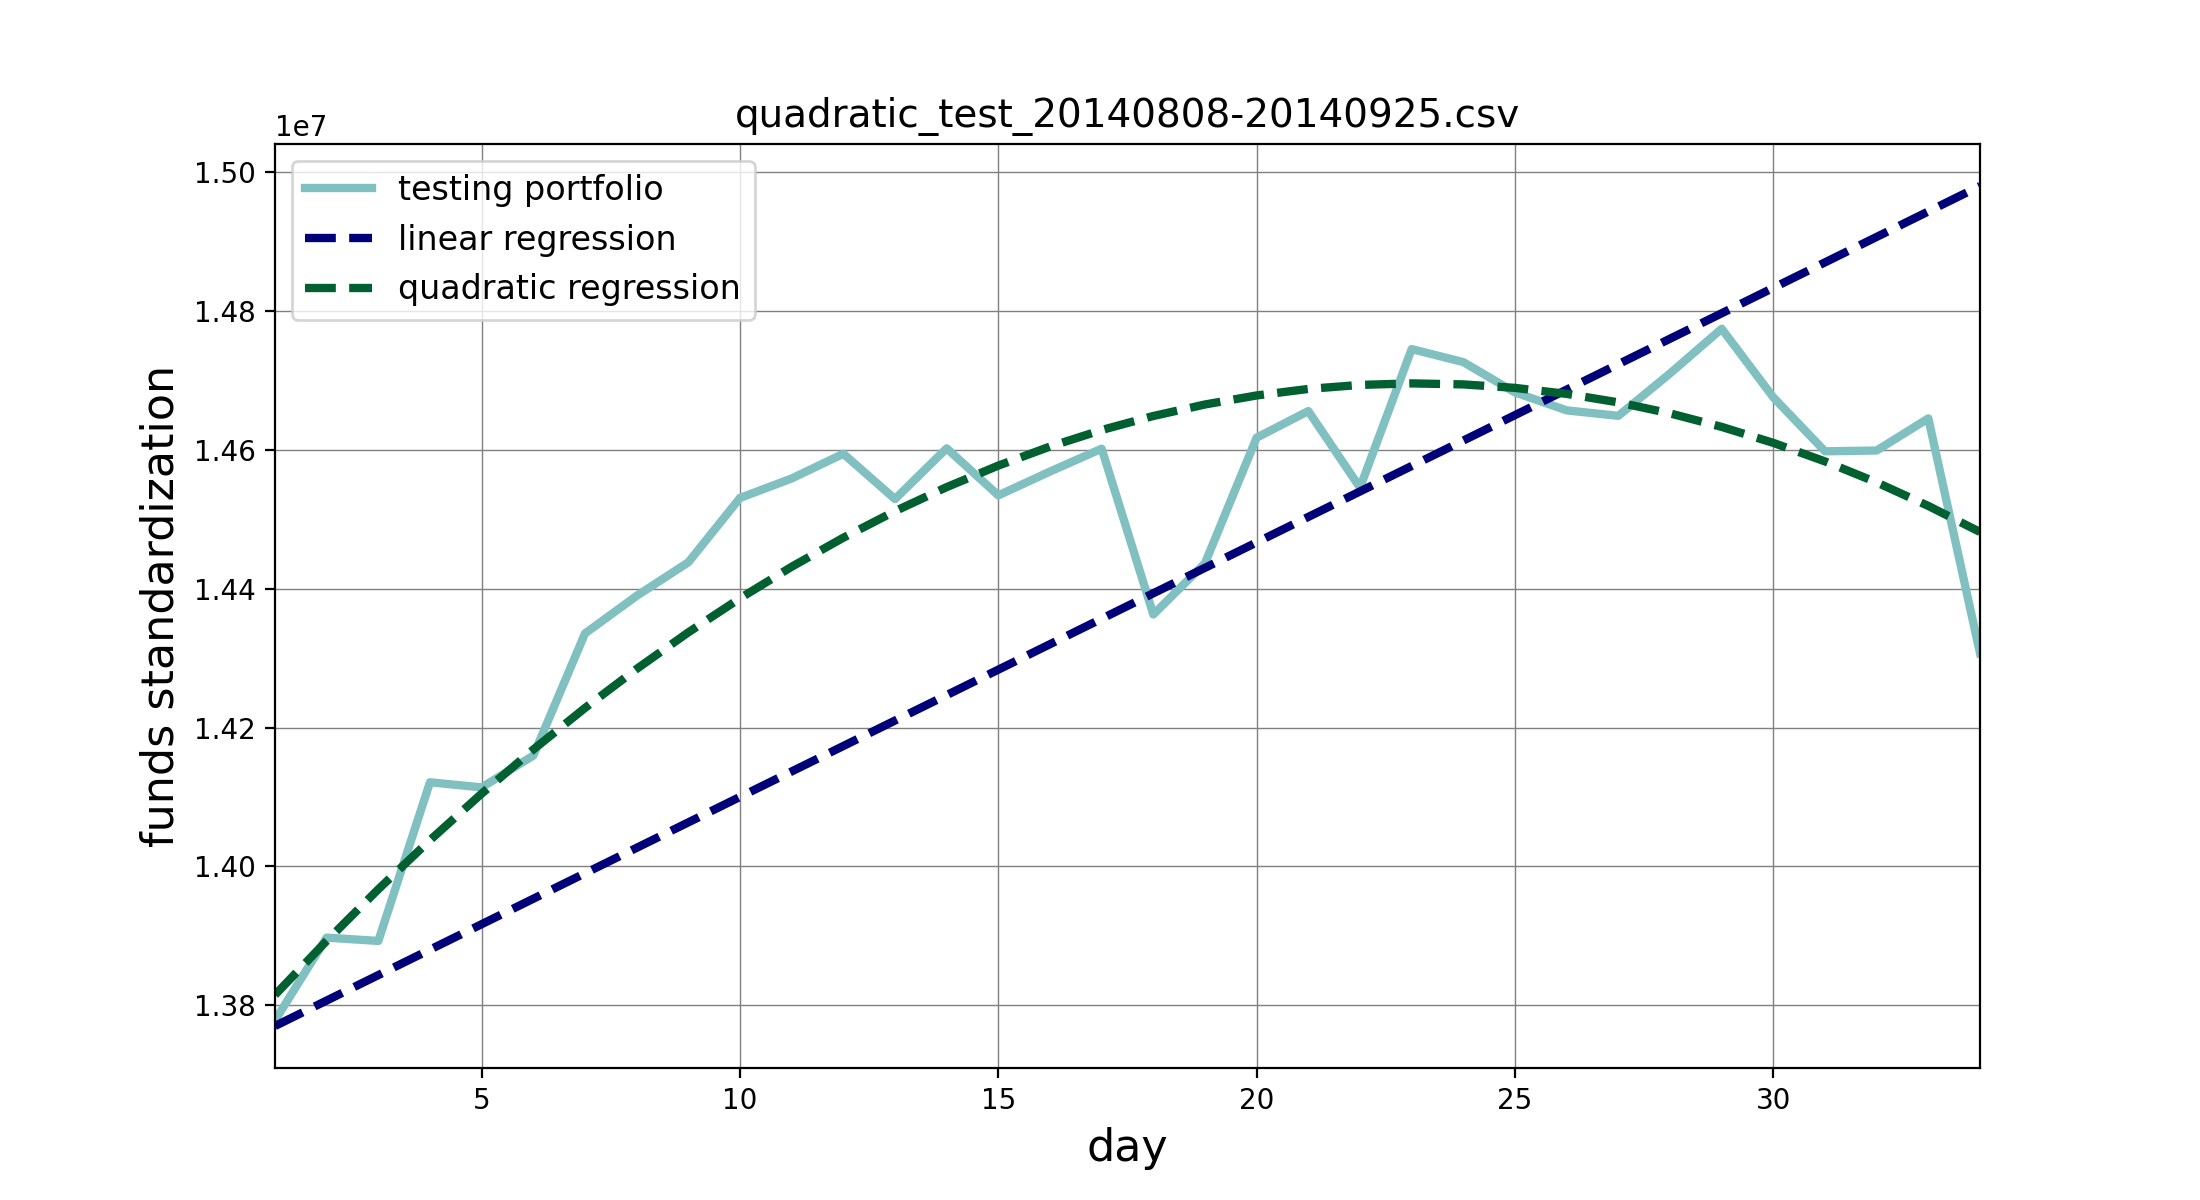 quadratic_test_20140808-20140925.csv
1e7
1.50
1.48
1.46
1.44
1.42
1.40
1.38
funds standardization
testing portfolio
linear regression
quadratic regression
5 10 15 20 25 30
day